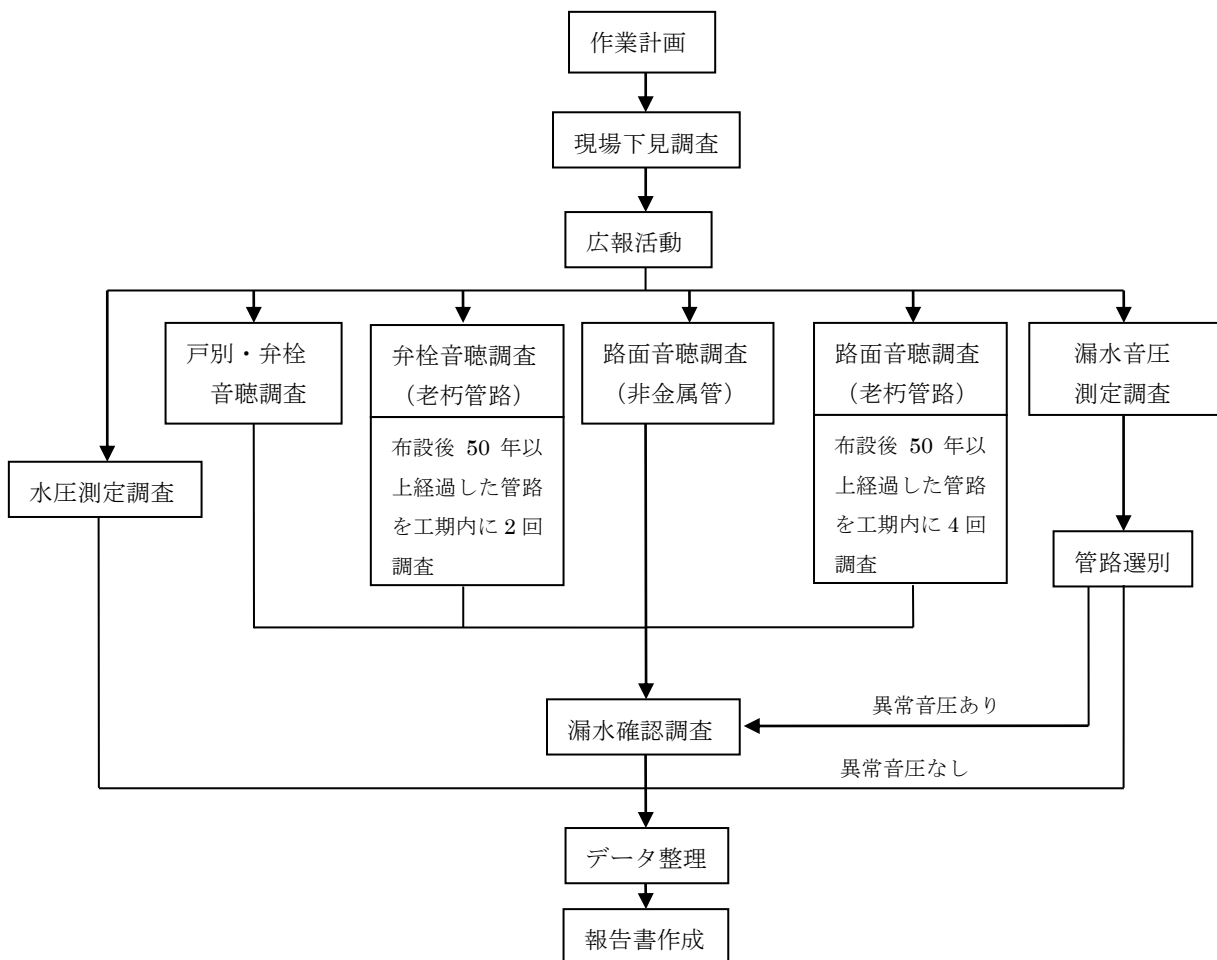 作業計画
現場下見調査
広報活動
戸別・弁栓
音聴調査
弁栓音聴調査
（老朽管路）
布設後 50 年以
上経過した管路
を工期内に 2 回
調査
路面音聴調査
（非金属管）
路面音聴調査
（老朽管路）
布設後 50 年以
上経過した管路
を工期内に 4 回
調査
漏水音圧
測定調査
水圧測定調査
管路選別
異常音圧あり
漏水確認調査
異常音圧なし
データ整理
報告書作成